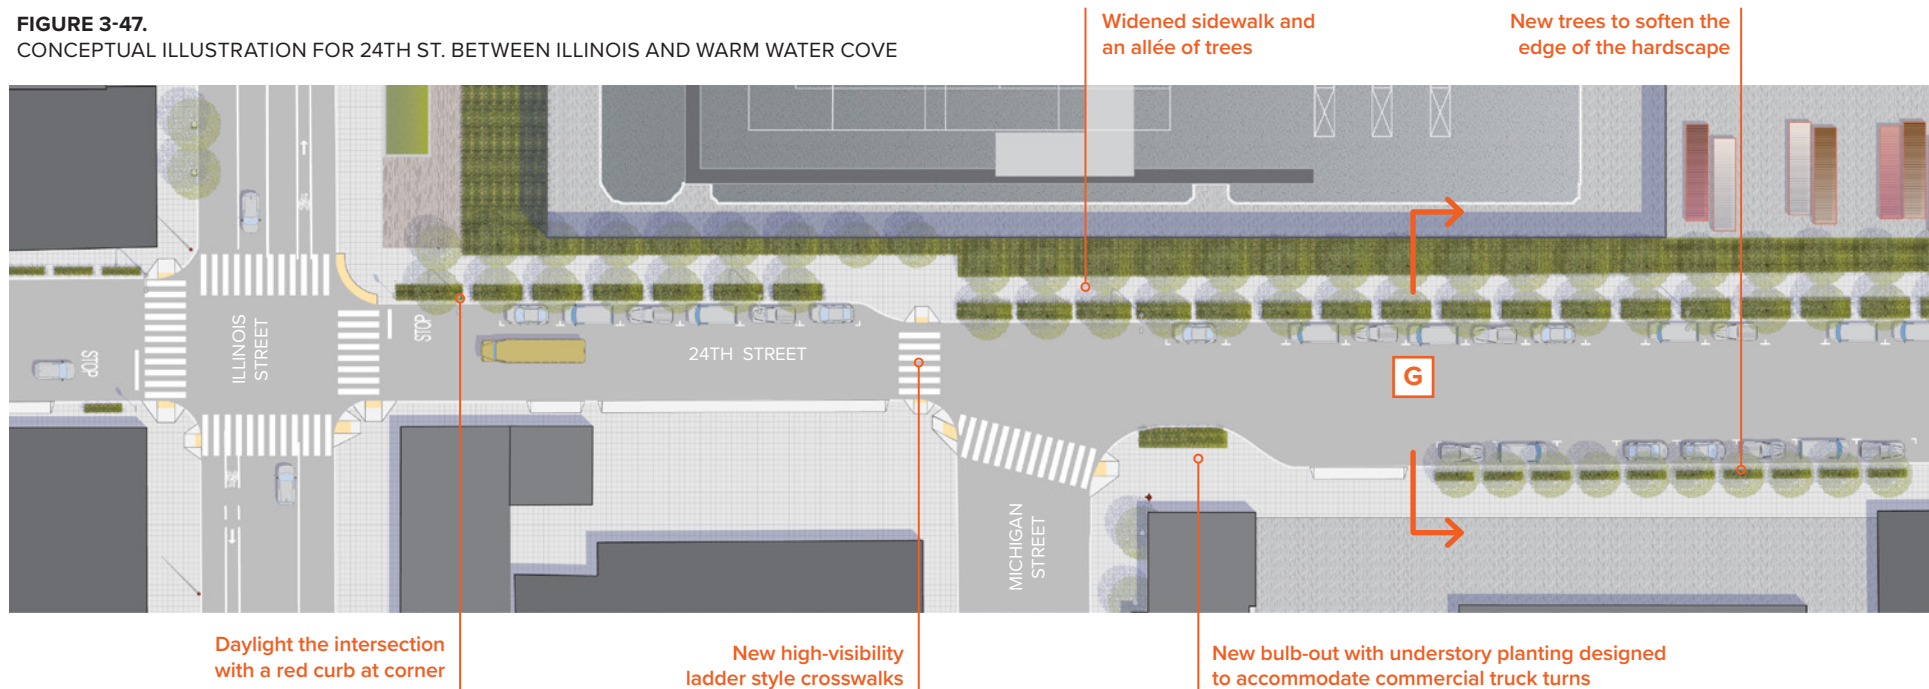 FIGURE 3-47.
CONCEPTUAL ILLUSTRATION FOR 24TH ST. BETWEEN ILLINOIS AND WARM WATER COVE
Widened sidewalk and
an allée of trees
New trees to soften the
edge of the hardscape
STOP
ILLINOIS
STREET
STOP
24TH STREET
G
MICHIGAN
STREET
Daylight the intersection
with a red curb at corner
New high-visibility
ladder style crosswalks
New bulb-out with understory planting designed
to accommodate commercial truck turns